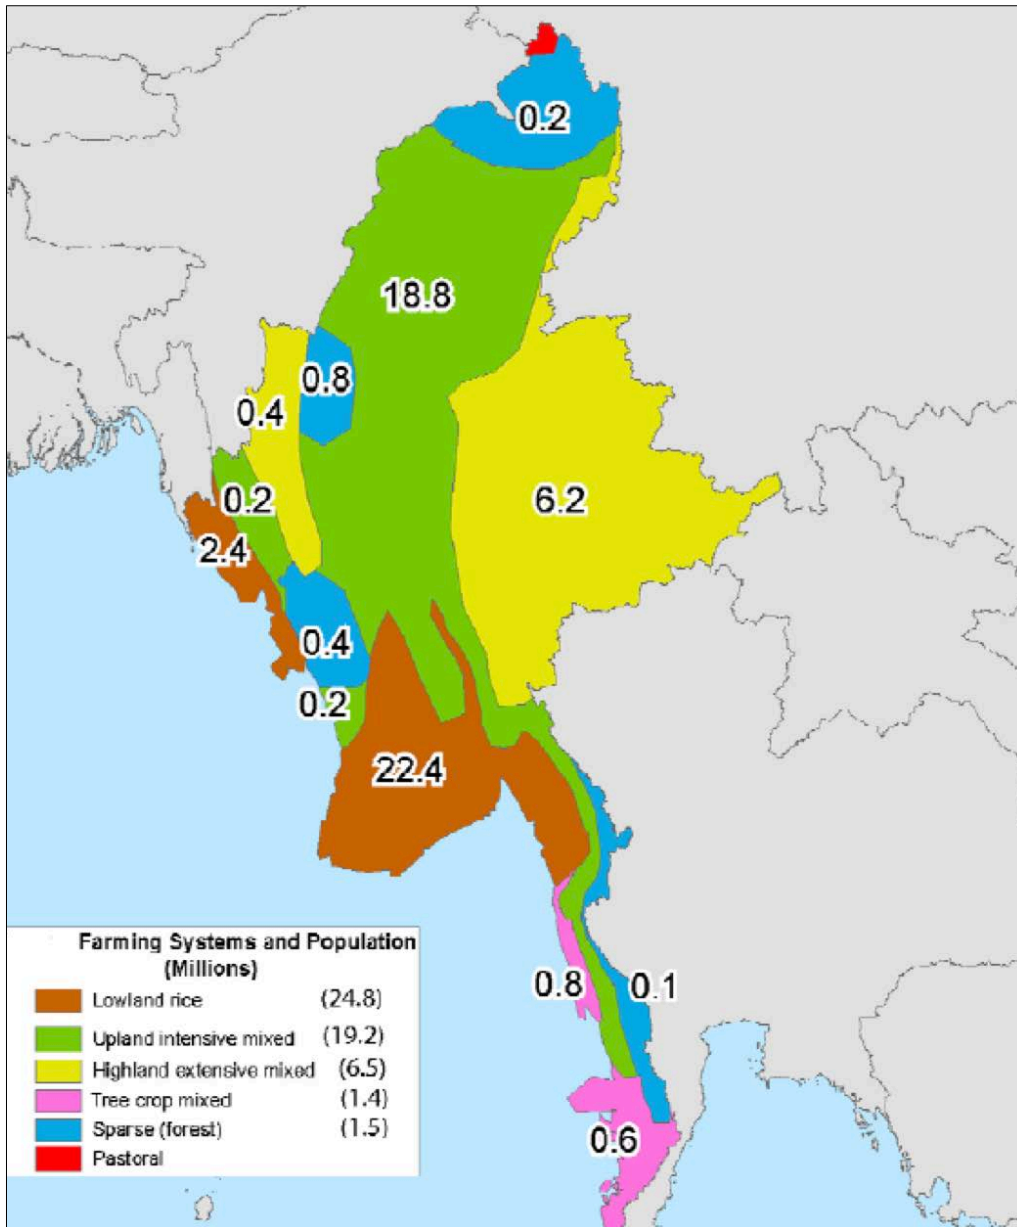 0.2
18.8
0.8
0.4
6.2
0.2
2.4
0.4
0.2
22.4
0.8
0.1
0.6
Farming Systems and Population
(Millions)
Lowland rice (24.8)
Upland intensive mixed (19.2)
Highland extensive mixed (6.5)
Tree crop mixed (1.4)
Sparse (forest) (1.5)
Pastoral